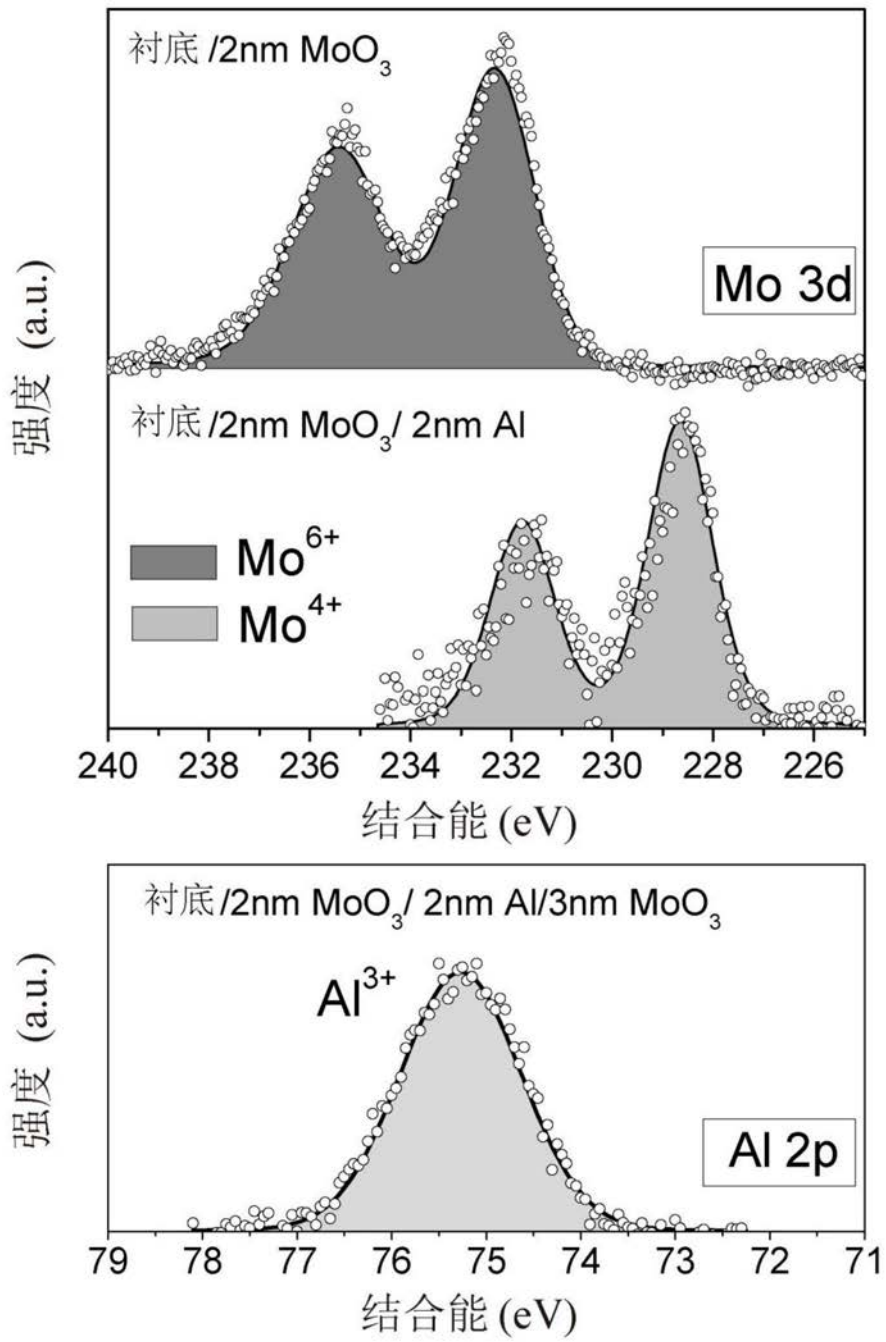 衬底 /2nm MoO₃
Mo 3d
强度 (a.u.)
衬底 /2nm MoO₃/ 2nm Al
Mo⁶⁺
Mo⁴⁺
240 238 236 234 232 230 228 226
结合能 (eV)
衬底 /2nm MoO₃/ 2nm Al/3nm MoO₃
Al³⁺
强度 (a.u.)
Al 2p
79 78 77 76 75 74 73 72 71
结合能 (eV)